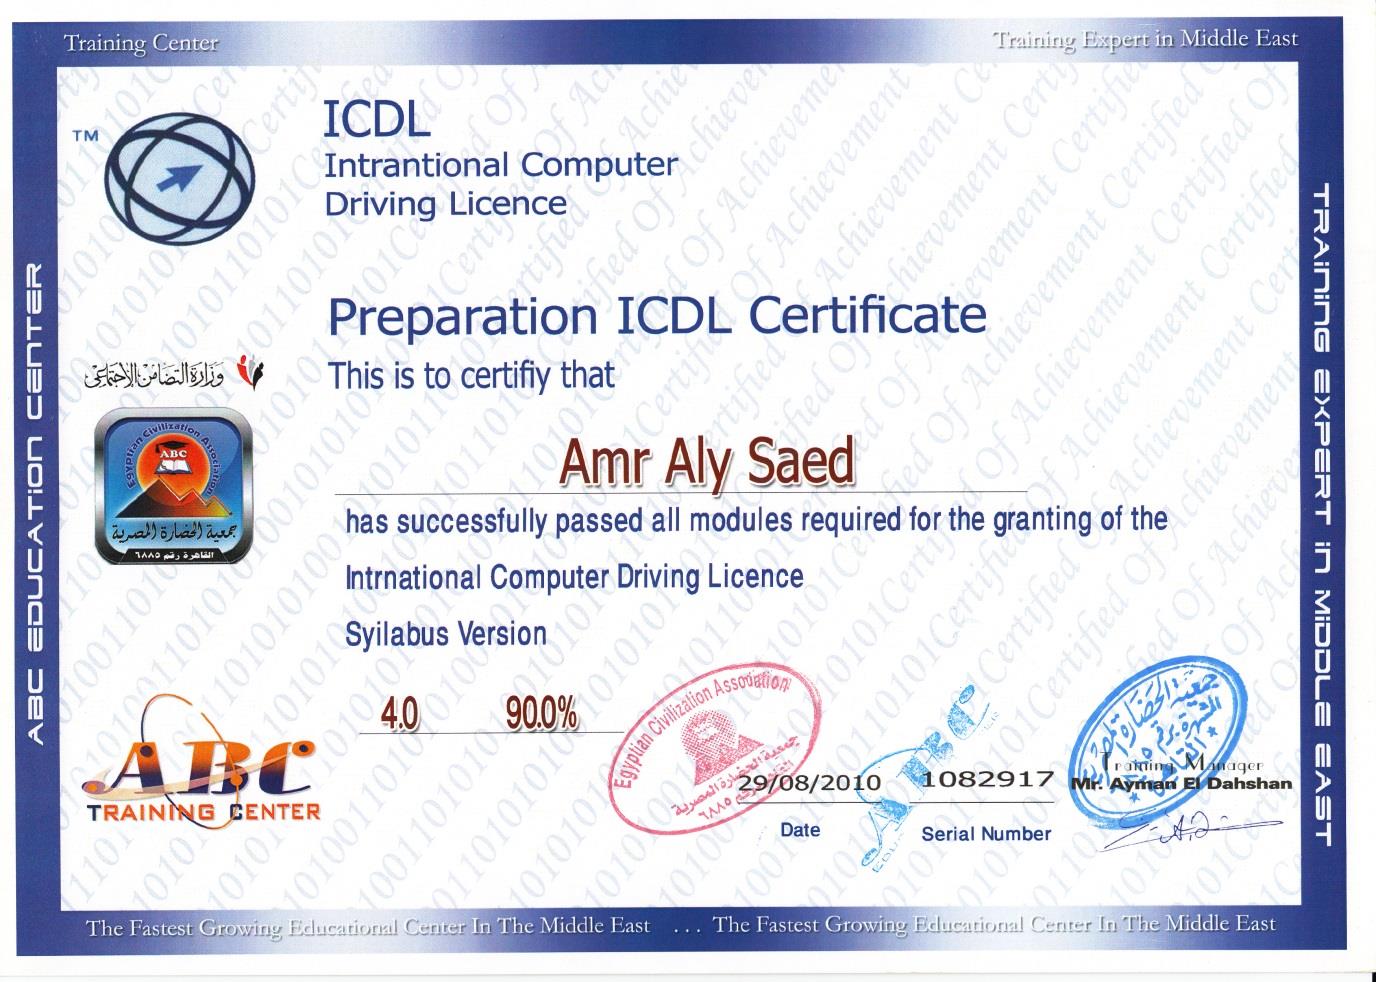 Training Center
Training Expert in Middle East
TM
ICDL
Intrantional Computer
Driving Licence
Preparation ICDL Certificate
وزارة التضامن الاجتماعي
This is to certifiy that
Egyptian Civilization Association
ABC
جمعية الحضارة المصرية
القاهرة رقم ٦٨٨٥
Amr Aly Saed
has successfully passed all modules required for the granting of the
Intrnational Computer Driving Licence
Syilabus Version
4.0 90.0%
Egyptian Civilization Association
جمعية الحضارة المصرية
٦٨٨٥
ABC
TRAINING CENTER
29/08/2010
Date
1082917
Serial Number
جمعية الحضارة المصرية
Training Manager
Mr. Ayman El Dahshan
ABC EDUCATION CENTER
TRAINING EXPERT IN MIDDLE EAST
The Fastest Growing Educational Center In The Middle East ... The Fastest Growing Educational Center In The Middle East